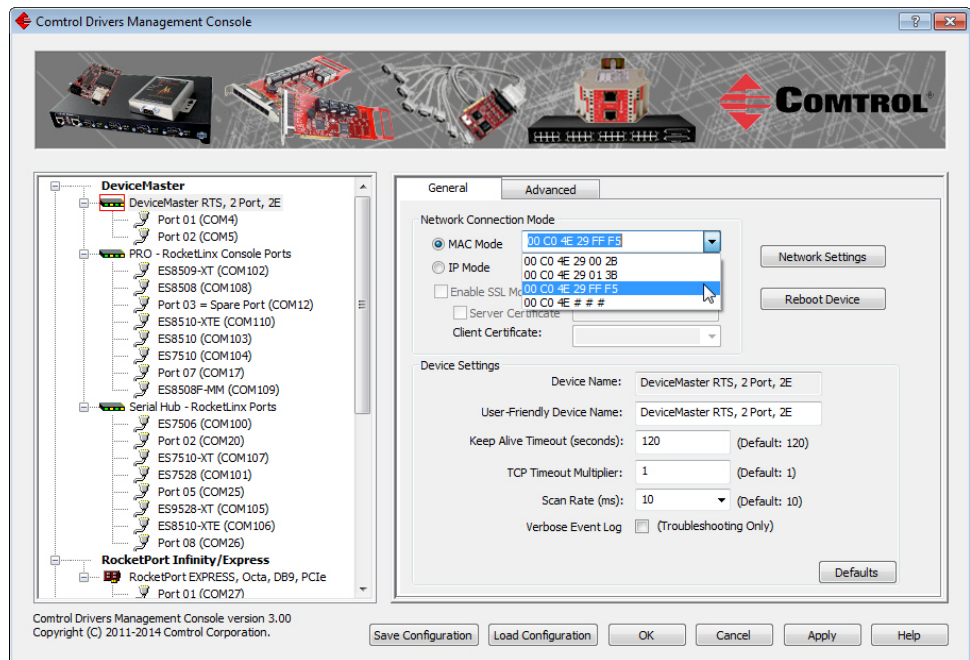 Comtrol Drivers Management Console
COMTROL
DeviceMaster
DeviceMaster RTS, 2 Port, 2E
Port 01 (COM4)
Port 02 (COM5)
PRO - RocketLinx Console Ports
ES8509-XT (COM102)
ES8508 (COM108)
Port 03 = Spare Port (COM12)
ES8510-XTE (COM110)
ES8510 (COM103)
ES7510 (COM104)
Port 07 (COM17)
ES8508F-MM (COM109)
Serial Hub - RocketLinx Ports
ES7506 (COM100)
Port 02 (COM20)
ES7510-XT (COM107)
ES7528 (COM101)
Port 05 (COM25)
ES9528-XT (COM105)
ES8510-XTE (COM106)
Port 08 (COM26)
RocketPort Infinity/Express
RocketPort EXPRESS, Octa, DB9, PCIe
Port 01 (COM27)
General Advanced
Network Connection Mode
MAC Mode 00 C0 4E 29 FF F5
00 C0 4E 29 00 2B
IP Mode
00 C0 4E 29 01 3B
Enable SSL Mo 00 C0 4E 29 FF F5
00 C0 4E # # #
Server Certificate
Client Certificate:
Network Settings
Reboot Device
Device Settings
Device Name: DeviceMaster RTS, 2 Port, 2E
User-Friendly Device Name: DeviceMaster RTS, 2 Port, 2E
Keep Alive Timeout (seconds): 120 (Default: 120)
TCP Timeout Multiplier: 1 (Default: 1)
Scan Rate (ms): 10 (Default: 10)
Verbose Event Log (Troubleshooting Only)
Defaults
Comtrol Drivers Management Console version 3.00
Copyright (C) 2011-2014 Comtrol Corporation.
Save Configuration Load Configuration OK Cancel Apply Help